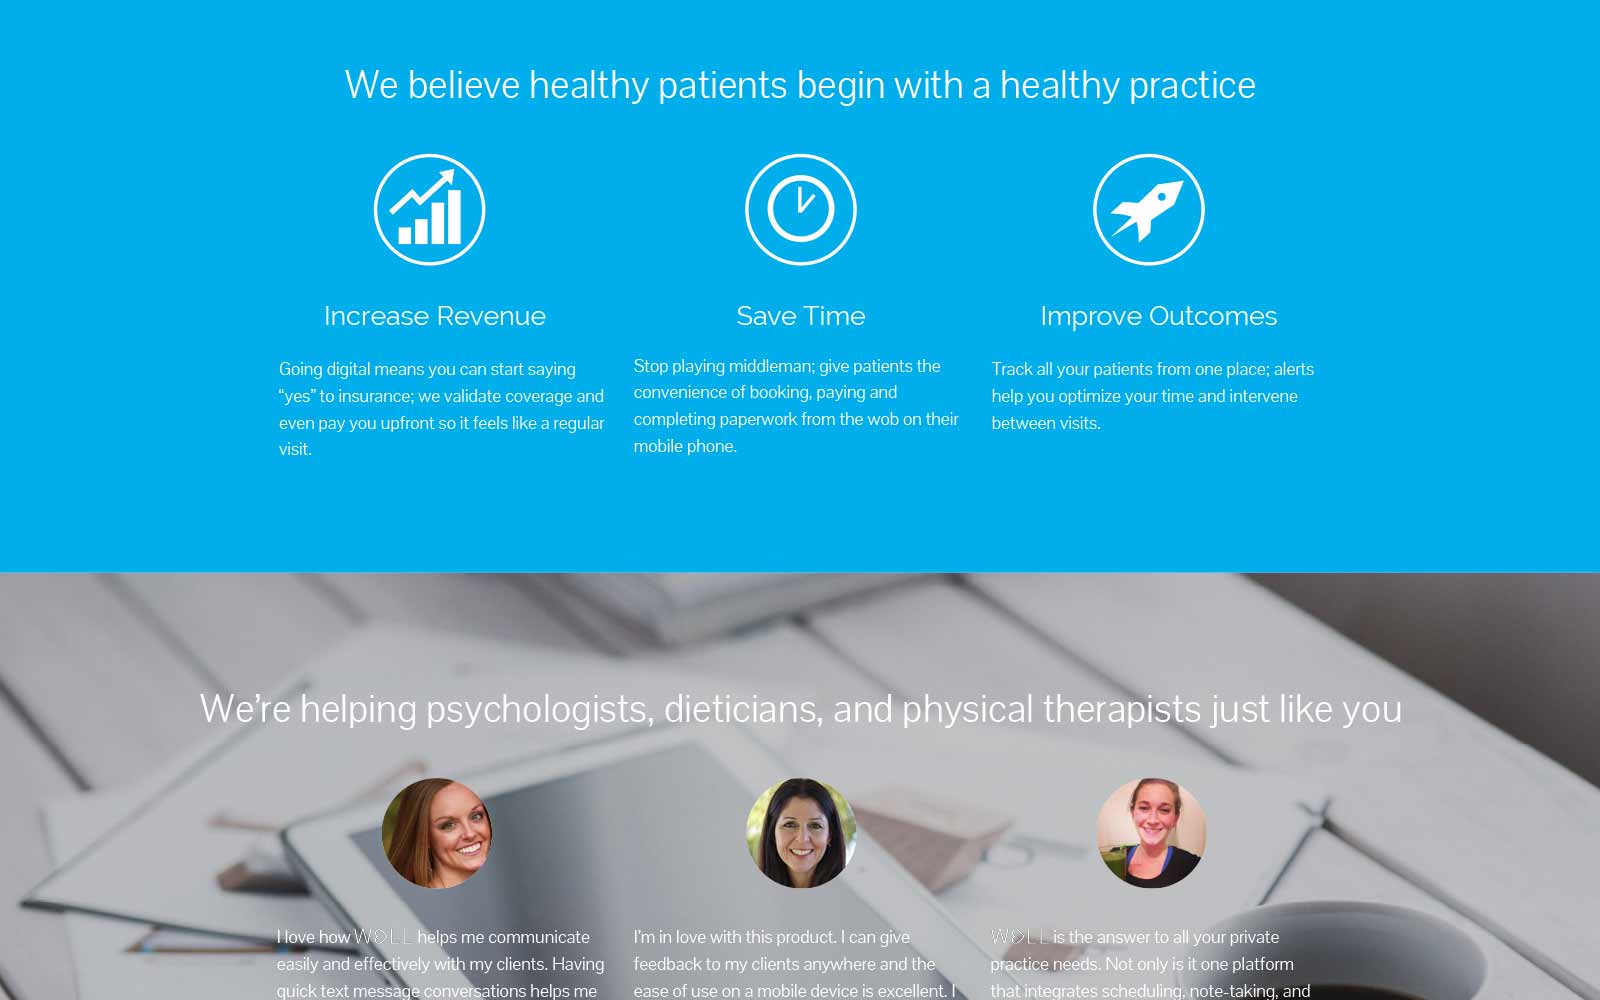 We believe healthy patients begin with a healthy practice
Increase Revenue
Going digital means you can start saying
“yes” to insurance; we validate coverage and
even pay you upfront so it feels like a regular
visit.
Save Time
Stop playing middleman; give patients the
convenience of booking, paying and
completing paperwork from the wob on their
mobile phone.
Improve Outcomes
Track all your patients from one place; alerts
help you optimize your time and intervene
between visits.
We’re helping psychologists, dieticians, and physical therapists just like you
I love how helps me communicate
easily and effectively with my clients. Having
quick text message conversations helps me
I’m in love with this product. I can give
feedback to my clients anywhere and the
ease of use on a mobile device is excellent. I
is the answer to all your private
practice needs. Not only is it one platform
that integrates scheduling, note-taking, and